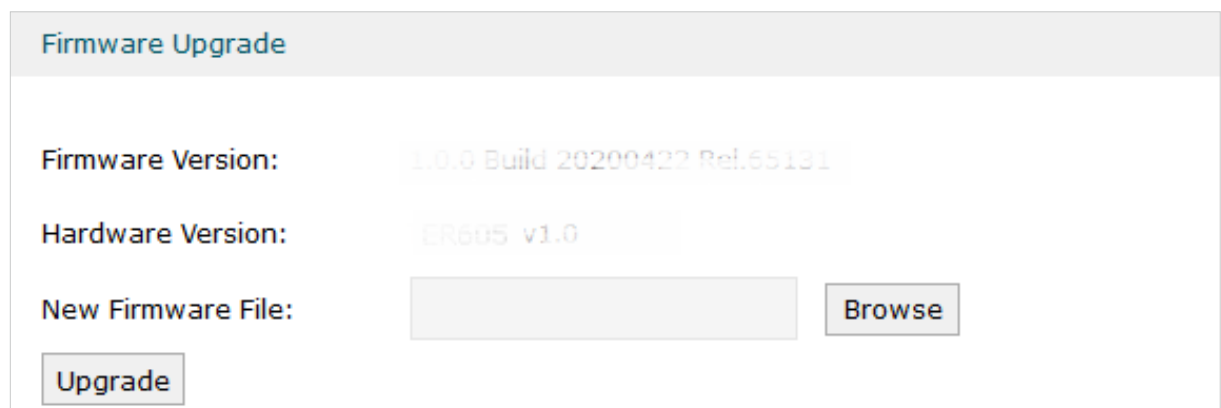 Firmware Upgrade
Firmware Version: 1.0.0 Build 20200422 Rel.65131
Hardware Version: ER605 v1.0
New Firmware File: Browse
Upgrade